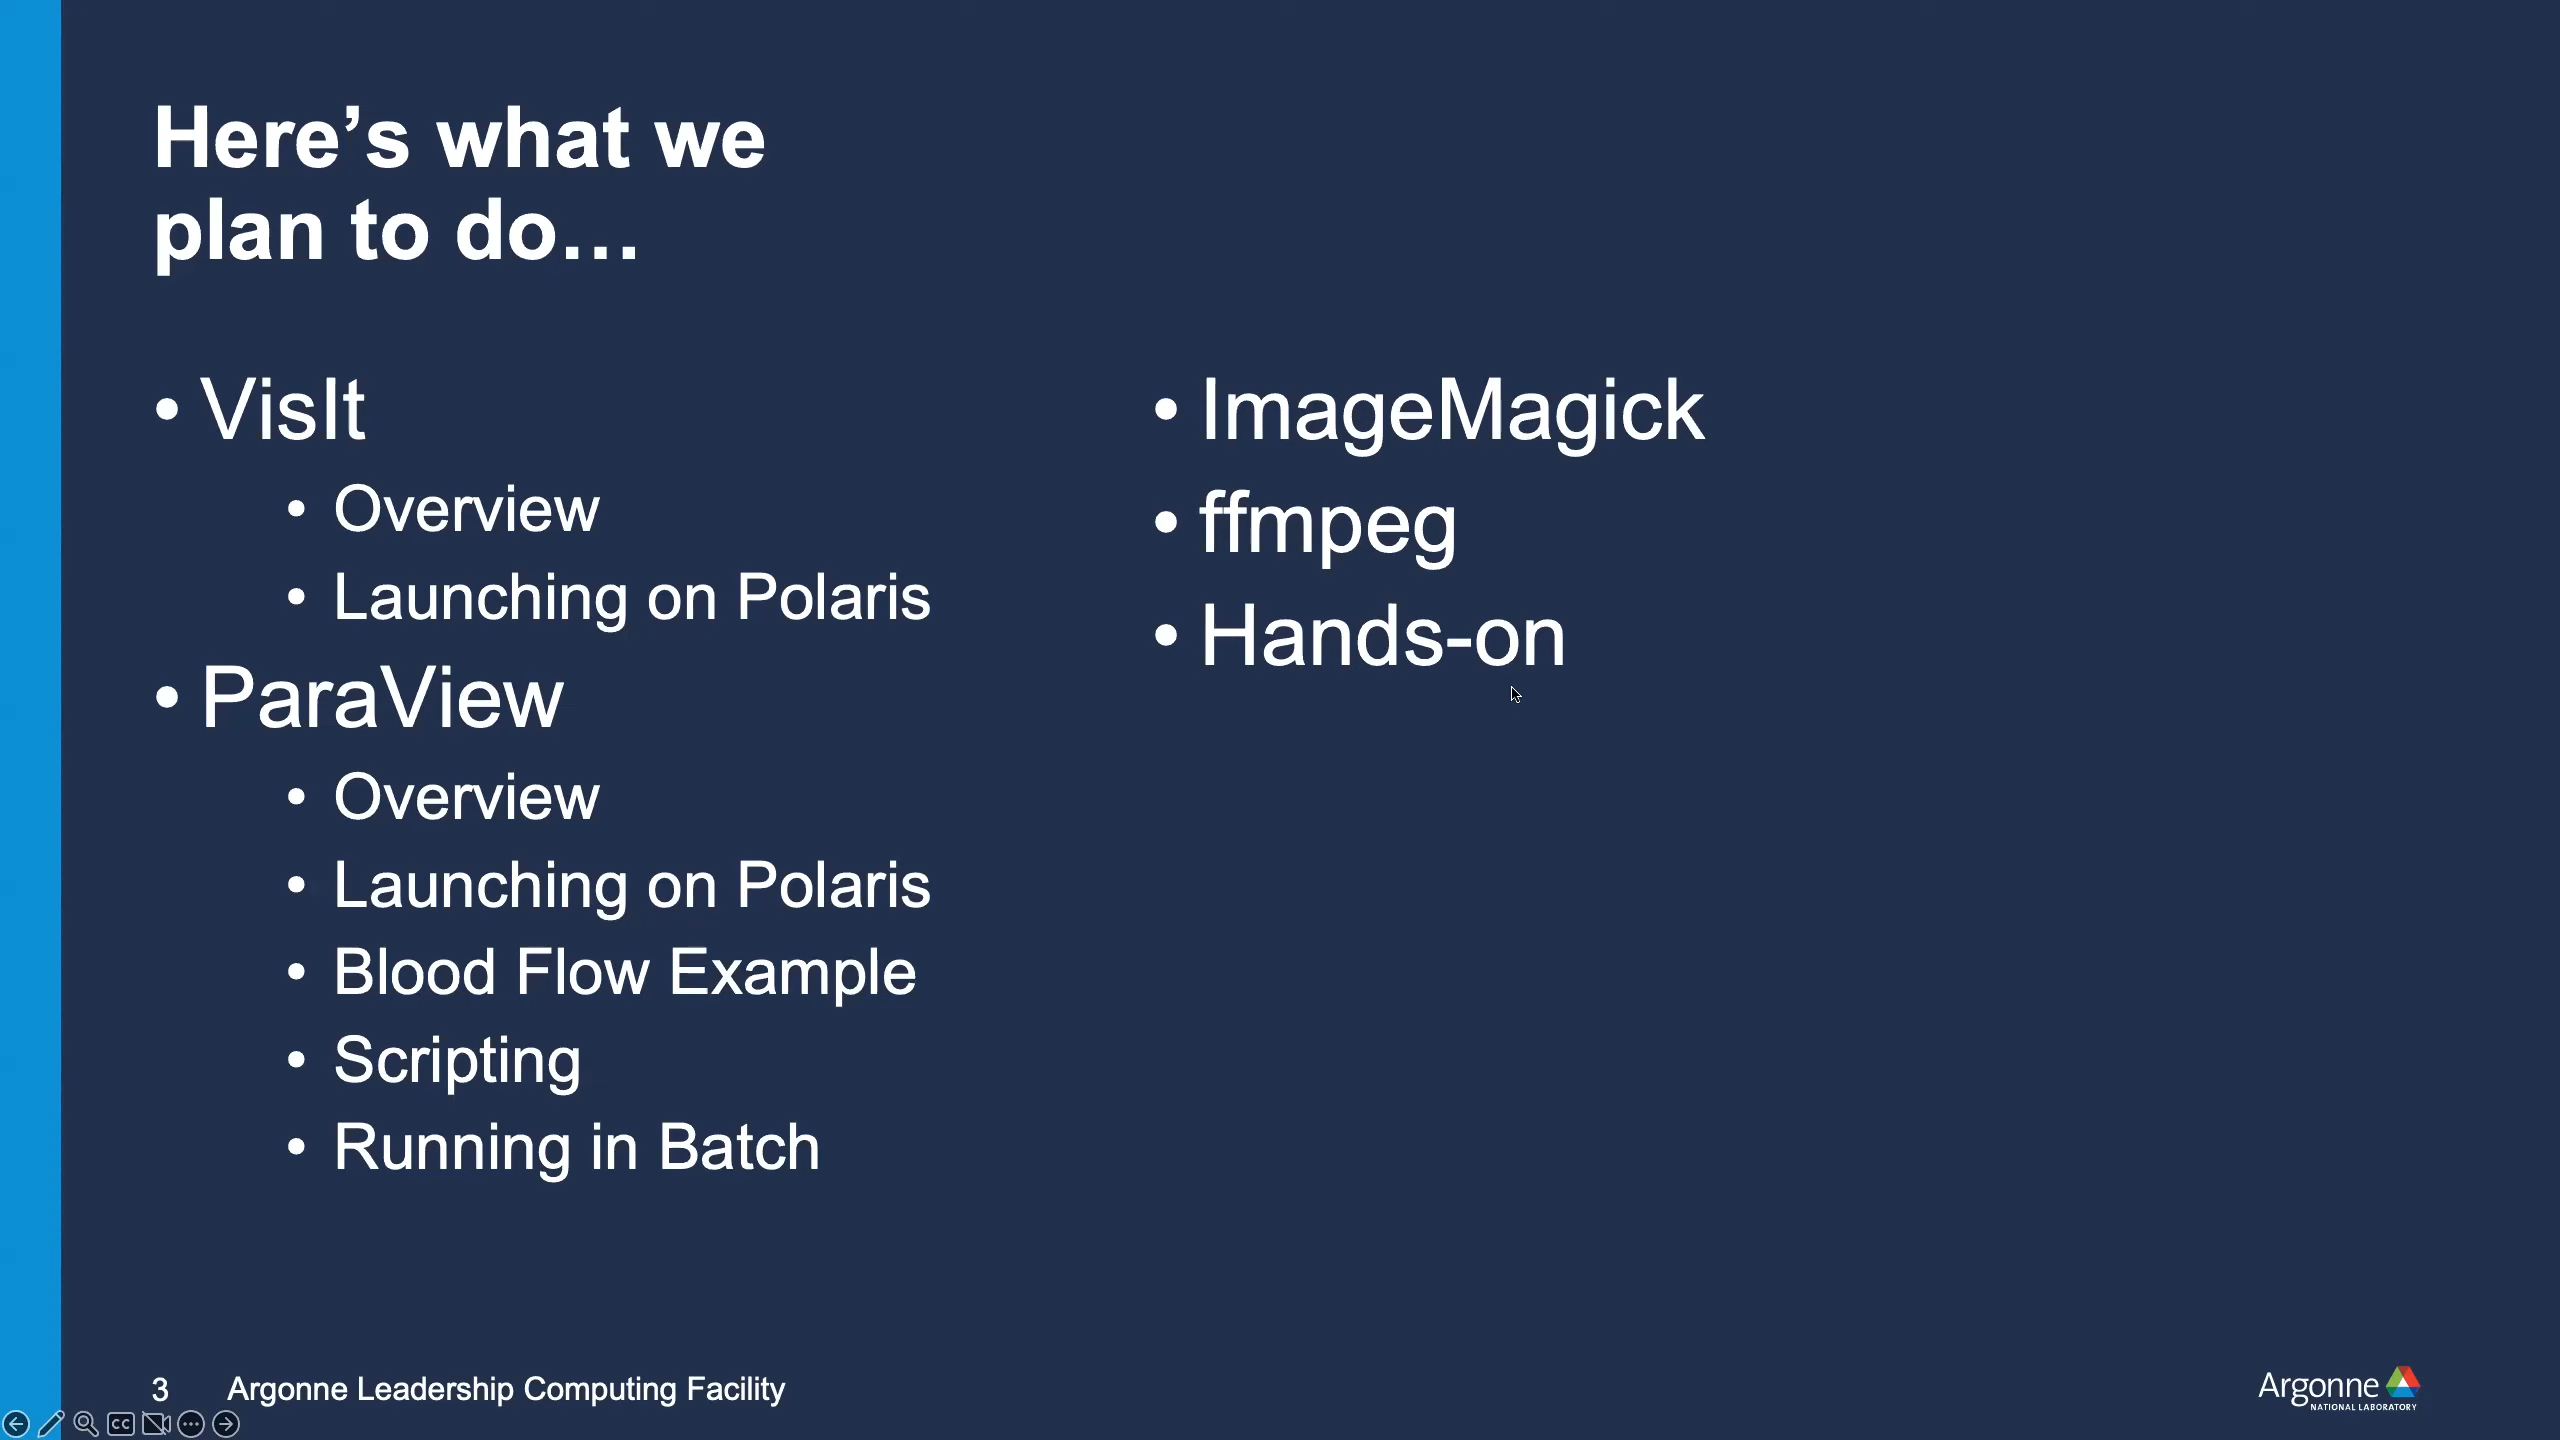 Here’s what we
plan to do…
• VisIt
• Overview
• Launching on Polaris
• ParaView
• Overview
• Launching on Polaris
• Blood Flow Example
• Scripting
• Running in Batch
• ImageMagick
• ffmpeg
• Hands-on
3 Argonne Leadership Computing Facility
Argonne
NATIONAL LABORATORY
CC